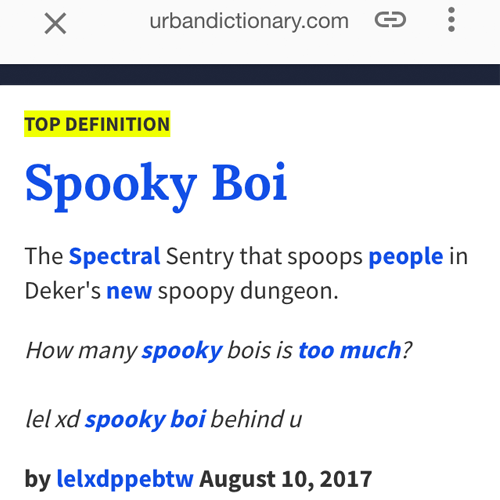 urbandictionary.com
TOP DEFINITION
Spooky Boi
The Spectral Sentry that spoops people in
Deker's new spoopy dungeon.
How many spooky bois is too much?
lel xd spooky boi behind u
by lelxdppebtw August 10, 2017